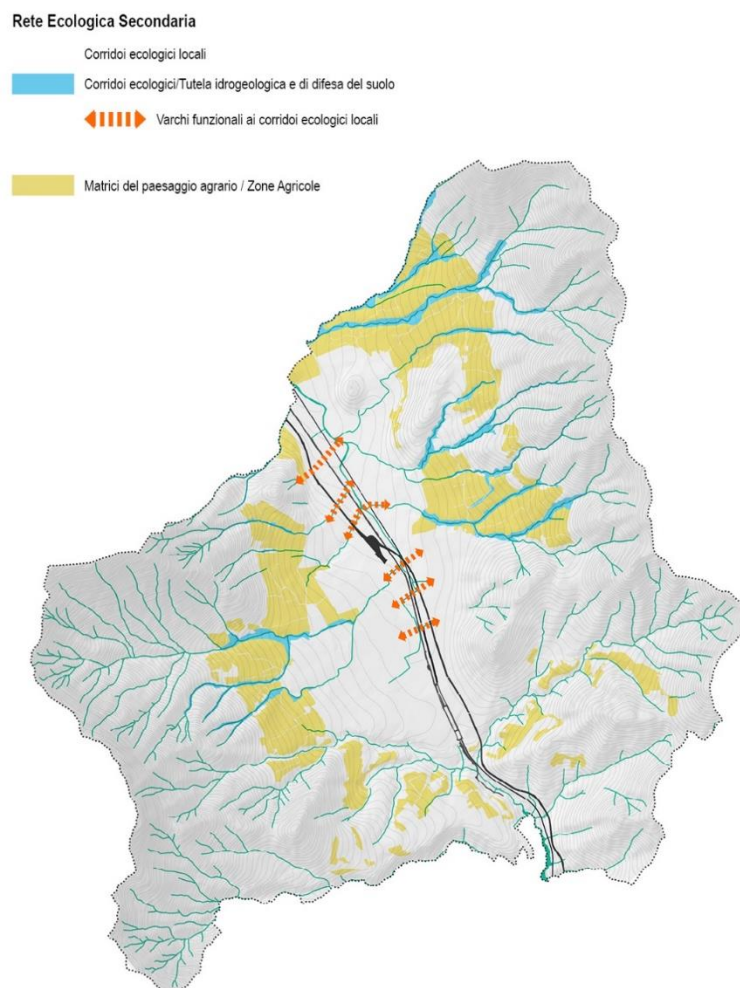 Rete Ecologica Secondaria
Corridoi ecologici locali
Corridoi ecologici/Tutela idrogeologica e di difesa del suolo
Varchi funzionali ai corridoi ecologici locali
Matrici del paesaggio agrario / Zone Agricole